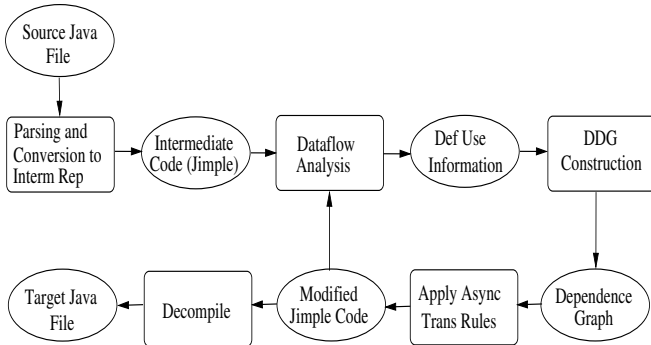 Source Java
File
Parsing and
Conversion to
Interm Rep
Intermediate
Code (Jimple)
Dataflow
Analysis
Def Use
Information
DDG
Construction
Target Java
File
Decompile
Modified
Jimple Code
Apply Async
Trans Rules
Dependence
Graph